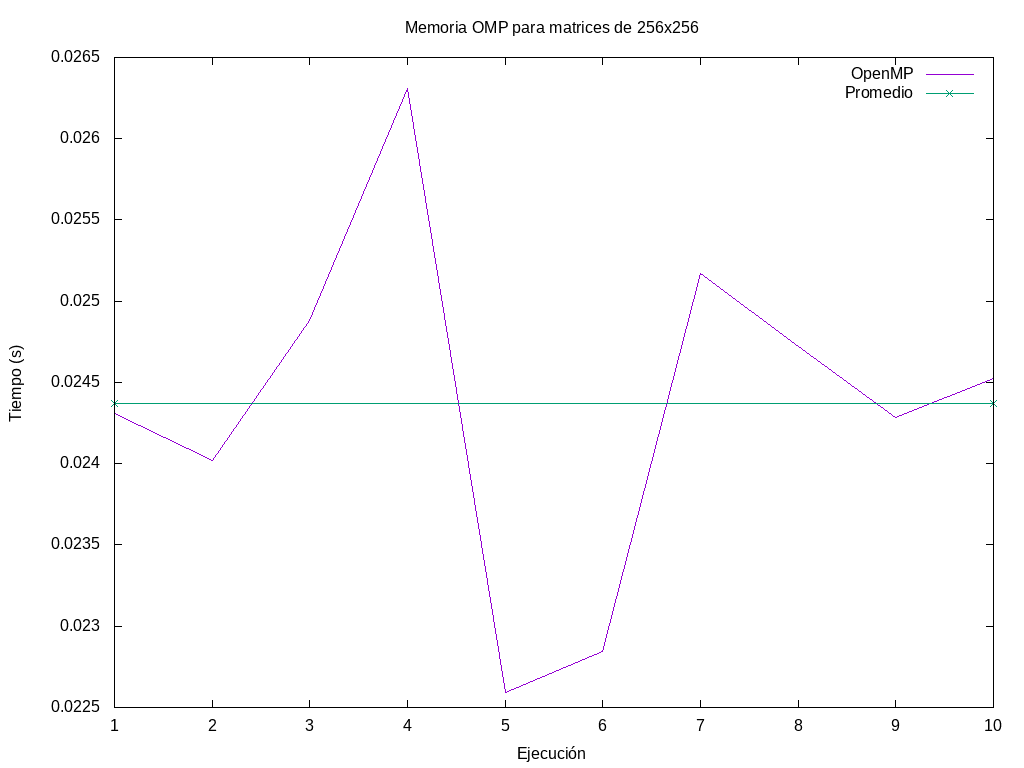 Memoria OMP para matrices de 256x256
OpenMP
Promedio
0.0265
0.026
0.0255
0.025
0.0245
0.024
0.0235
0.023
0.0225
Tiempo (s)
1 2 3 4 5 6 7 8 9 10
Ejecución